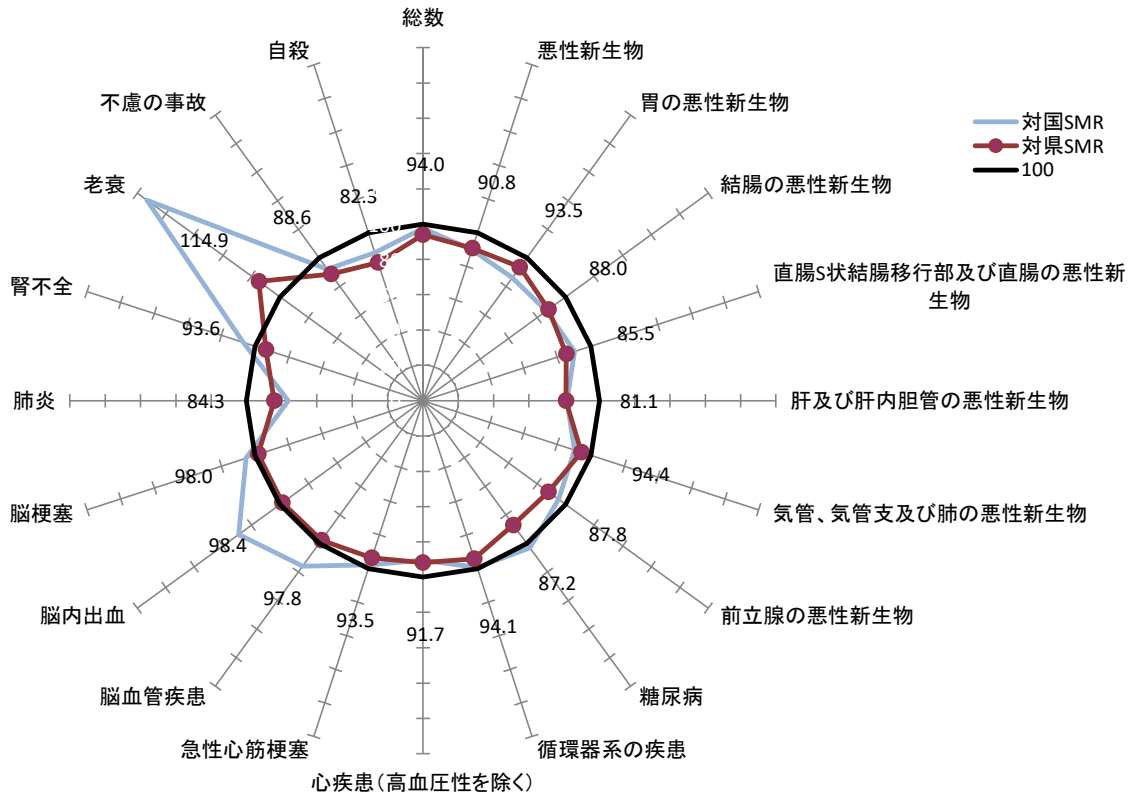 総数
自殺
悪性新生物
不慮の事故
胃の悪性新生物
対国SMR
対県SMR
100
94.0
90.8
82.3
老衰
結腸の悪性新生物
93.5
88.6
114.9
88.0
直腸S状結腸移行部及び直腸の悪性新
生物
腎不全
93.6
85.5
肺炎
84.3
81.1
肝及び肝内胆管の悪性新生物
98.0
94.4
脳梗塞
気管、気管支及び肺の悪性新生物
98.4
87.8
97.8
87.2
脳内出血
前立腺の悪性新生物
93.5
94.1
91.7
脳血管疾患
糖尿病
急性心筋梗塞
循環器系の疾患
心疾患(高血圧性を除く)